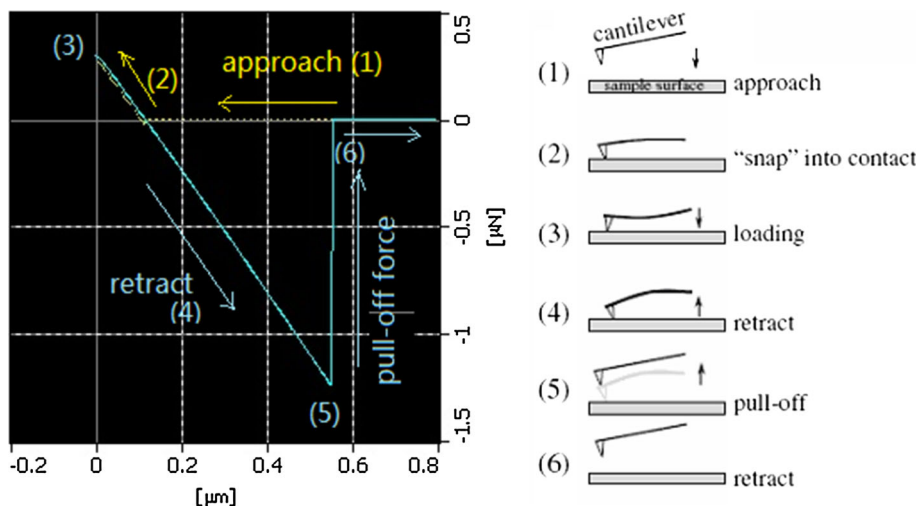 (3)
(2)
approach (1)
(6)
retract
(4)
pull-off force
(5)
0.5
0
-0.5
[µN]
-1
-1.5
-0.2 0 0.2 0.4 0.6 0.8
[µm]
cantilever
(1)
sample surface
approach
(2)
“snap” into contact
(3)
loading
(4)
retract
(5)
pull-off
(6)
retract